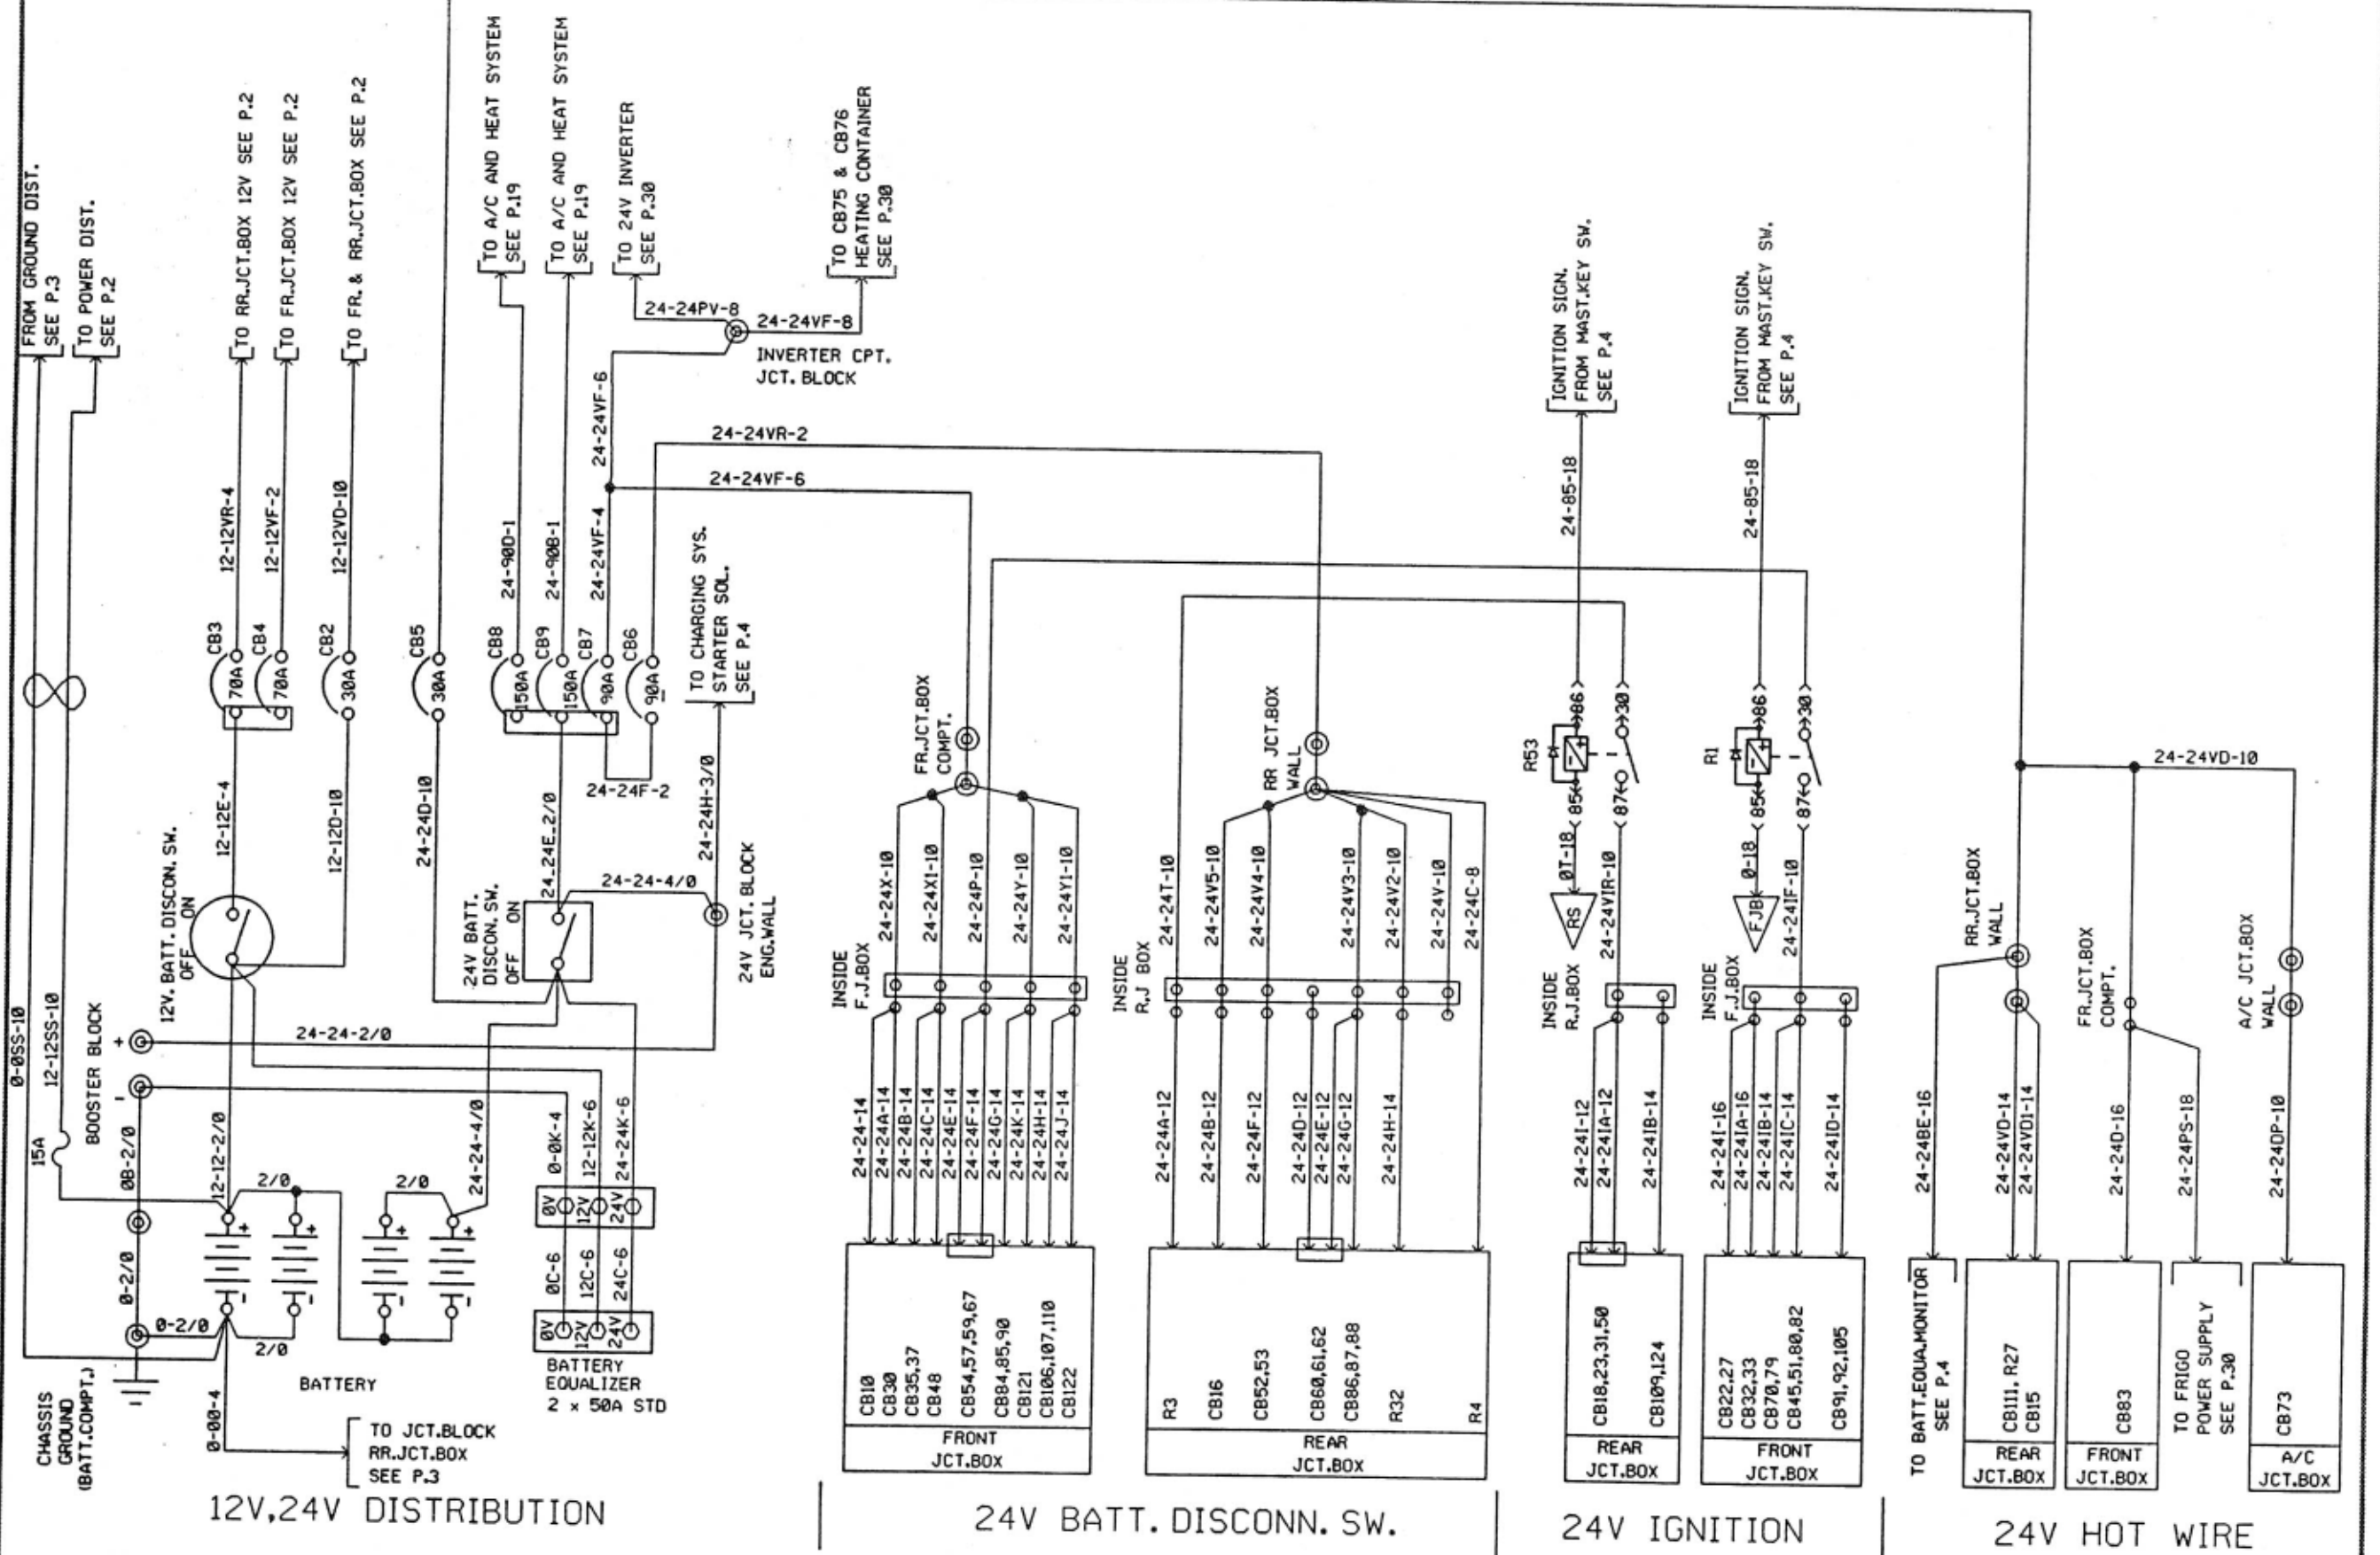 FROM GROUND DIST.
SEE P.3
TO POWER DIST.
SEE P.2
TO RR.JCT.BOX 12V SEE P.2
TO FR.JCT.BOX 12V SEE P.2
TO FR.& RR.JCT.BOX SEE P.2
TO A/C AND HEAT SYSTEM
SEE P.19
TO A/C AND HEAT SYSTEM
SEE P.19
TO 24V INVERTER
SEE P.30
TO CB75 & CB76
HEATING CONTAINER
SEE P.30
24-24PV-8
24-24VF-8
INVERTER CPT.
JCT. BLOCK
24-24VF-6
24-24VR-2
24-24VF-6
12-12VR-4
12-12VF-2
12-12VD-10
24-90D-1
24-90B-1
24-24VF-4
CB3
70A
CB4
70A
CB2
30A
CB5
30A
CB8
150A
CB9
150A
CB7
90A
CB6
90A
TO CHARGING SYS.
STARTER SOL.
SEE P.4
24-24F-2
24-24H-3/0
12-12E-4
12-12D-10
24-24D-10
24-24E-2/0
24-24-4/0
12V. BATT. DISCON. SW.
OFF ON
24V BATT.
DISCON. SW.
OFF ON
24V JCT. BLOCK
ENG.WALL
0-0SS-10
12-12SS-10
15A
BOOSTER BLOCK
+
-
24-24-2/0
0B-2/0
0-2/0
0-2/0
12-12-2/0
2/0
2/0
2/0
24-24-4/0
0-0K-4
12-12K-6
24-24K-6
0V
12V
24V
0C-6
12C-6
24C-6
0V
12V
24V
BATTERY
EQUALIZER
2 x 50A STD
BATTERY
CHASSIS
GROUND
(BATT.COMPT.)
0-00-4
TO JCT.BLOCK
RR.JCT.BOX
SEE P.3
12V,24V DISTRIBUTION
FR.JCT.BOX
COMPT.
24-24X-10
24-24X1-10
24-24P-10
24-24Y-10
24-24Y1-10
INSIDE
F.J.BOX
24-24-14
24-24A-14
24-24B-14
24-24C-14
24-24E-14
24-24F-14
24-24G-14
24-24K-14
24-24H-14
24-24J-14
CB10
CB30
CB35,37
CB48
CB54,57,59,67
CB84,85,90
CB121
CB106,107,110
CB122
FRONT
JCT.BOX
RR JCT.BOX
WALL
24-24T-10
24-24V5-10
24-24V4-10
24-24V3-10
24-24V2-10
24-24V-10
24-24C-8
INSIDE
R.J BOX
24-24A-12
24-24B-12
24-24F-12
24-24D-12
24-24E-12
24-24G-12
24-24H-14
R3
CB16
CB52,53
CB60,61,62
CB86,87,88
R32
R4
REAR
JCT.BOX
24V BATT. DISCONN. SW.
IGNITION SIGN.
FROM MAST.KEY SW.
SEE P.4
24-85-18
R53
86
30
85
87
0T-18
RS
24-24VIR-10
INSIDE
R.J.BOX
24-24I-12
24-24IA-12
24-24IB-14
CB18,23,31,50
CB109,124
REAR
JCT.BOX
IGNITION SIGN.
FROM MAST.KEY SW.
SEE P.4
24-85-18
R1
86
30
85
87
0-18
FJB
24-24IF-10
INSIDE
F.J.BOX
24-24I-16
24-24IA-16
24-24IB-14
24-24IC-14
24-24ID-14
CB22,27
CB32,33
CB70,79
CB45,51,80,82
CB91,92,105
FRONT
JCT.BOX
24V IGNITION
24-24VD-10
RR.JCT.BOX
WALL
FR.JCT.BOX
COMPT.
A/C JCT.BOX
WALL
24-24BE-16
24-24VD-14
24-24VD1-14
24-24D-16
24-24PS-18
24-24DP-10
TO BATT.EQUA.MONITOR
SEE P.4
CB111, R27
CB15
REAR
JCT.BOX
CB83
FRONT
JCT.BOX
TO FRIGO
POWER SUPPLY
SEE P.30
CB73
A/C
JCT.BOX
24V HOT WIRE